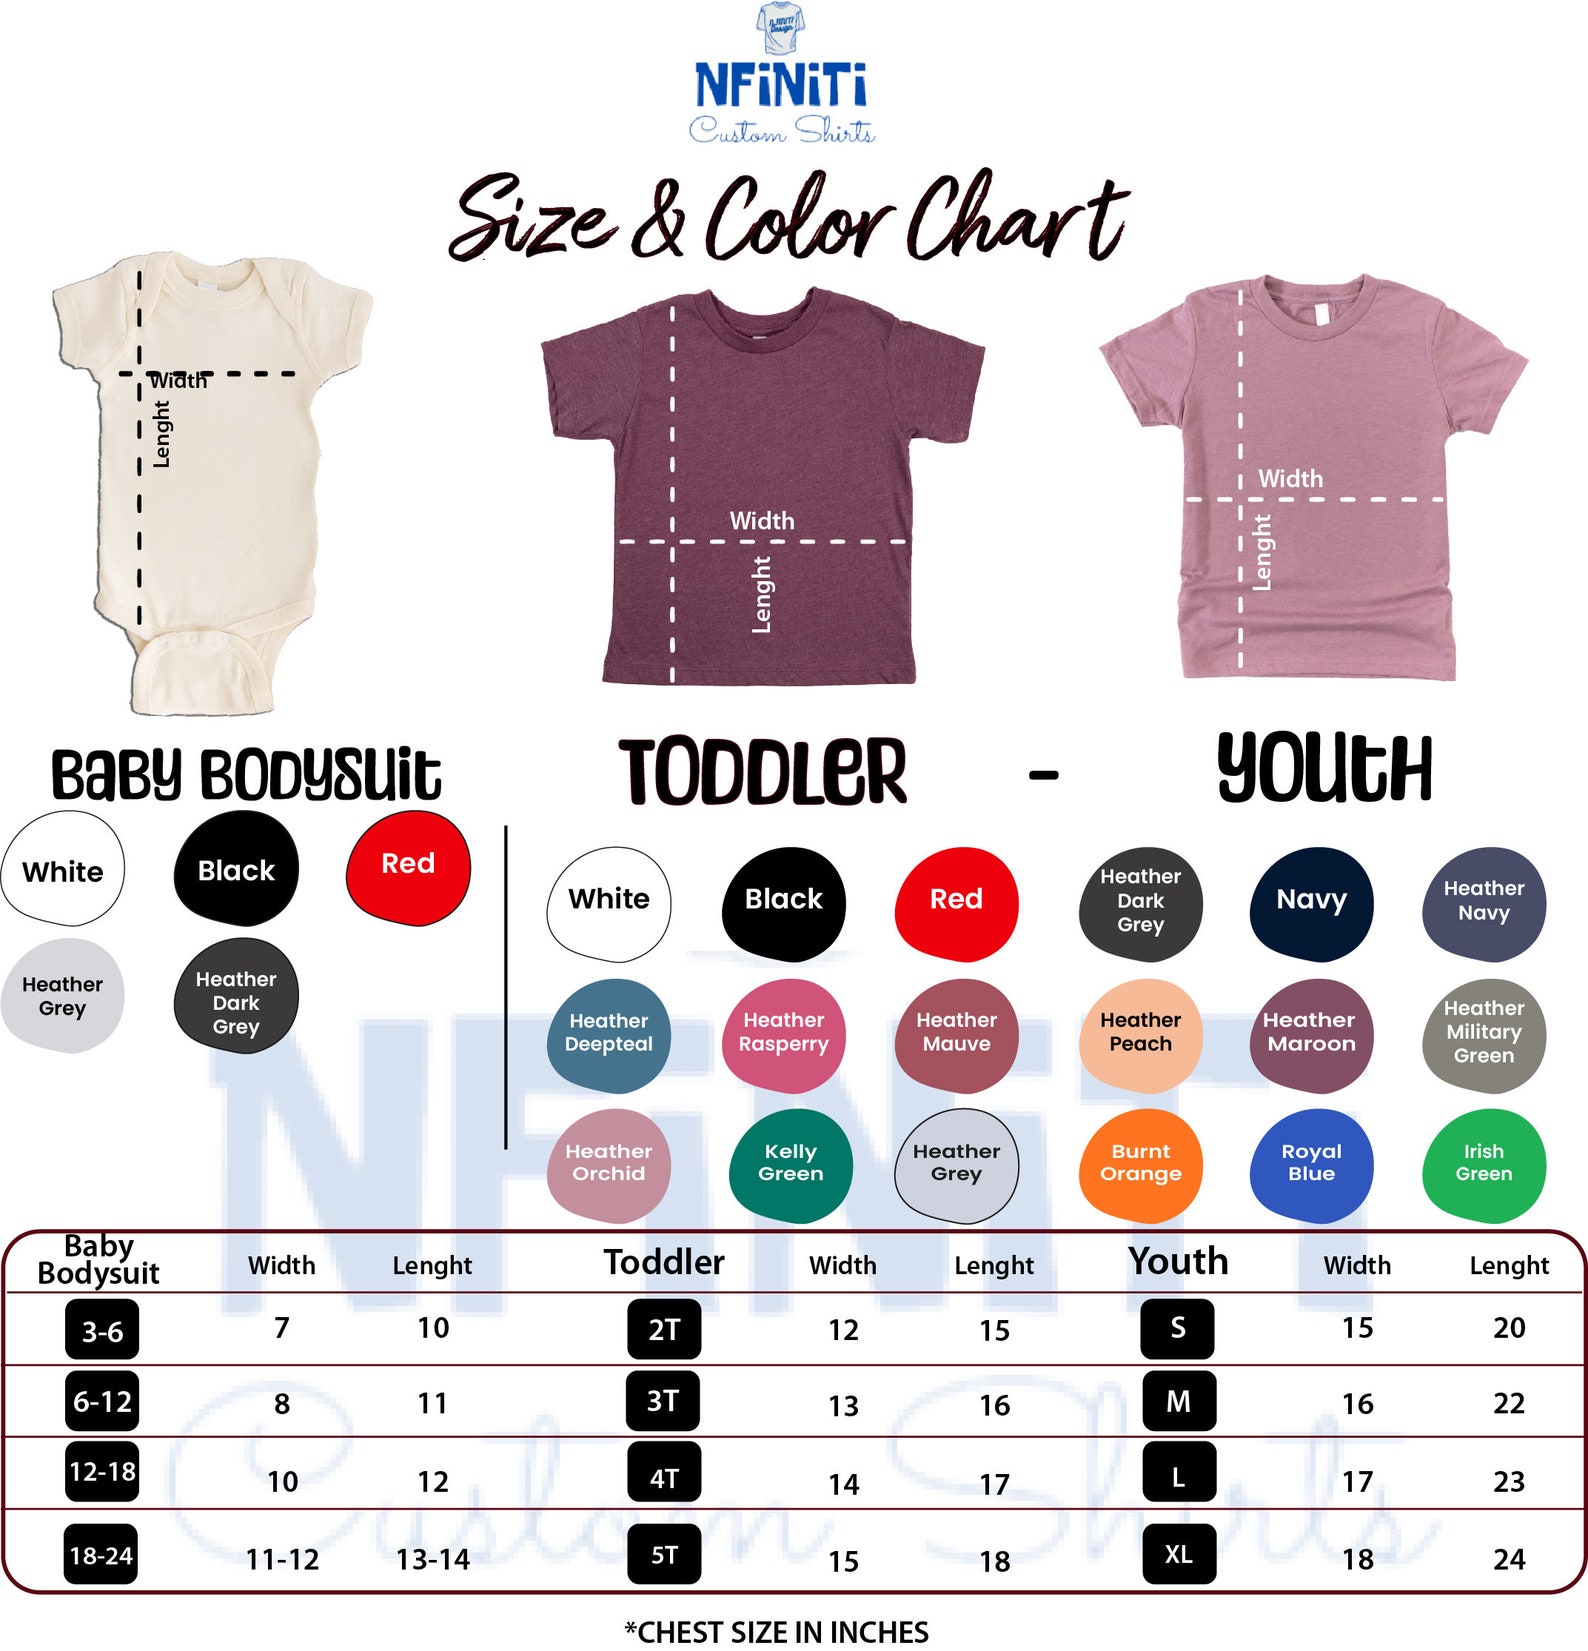 N.FiNiTi
Design
NFiNiTi
Custom Shirts
Size & Color Chart
Width
Lenght
Width
Lenght
Width
Lenght
Baby Bodysuit
Toddler - Youth
White
Black
Red
Heather
Grey
Heather
Dark
Grey
White
Black
Red
Heather
Dark
Grey
Navy
Heather
Navy
Heather
Deepteal
Heather
Rasperry
Heather
Mauve
Heather
Peach
Heather
Maroon
Heather
Military
Green
Heather
Orchid
Kelly
Green
Heather
Grey
Burnt
Orange
Royal
Blue
Irish
Green
NFiNiTi
Custom Shirts
Baby
Bodysuit Width Lenght Toddler Width Lenght Youth Width Lenght
3-6 7 10 2T 12 15 S 15 20
6-12 8 11 3T 13 16 M 16 22
12-18 10 12 4T 14 17 L 17 23
18-24 11-12 13-14 5T 15 18 XL 18 24
*CHEST SIZE IN INCHES